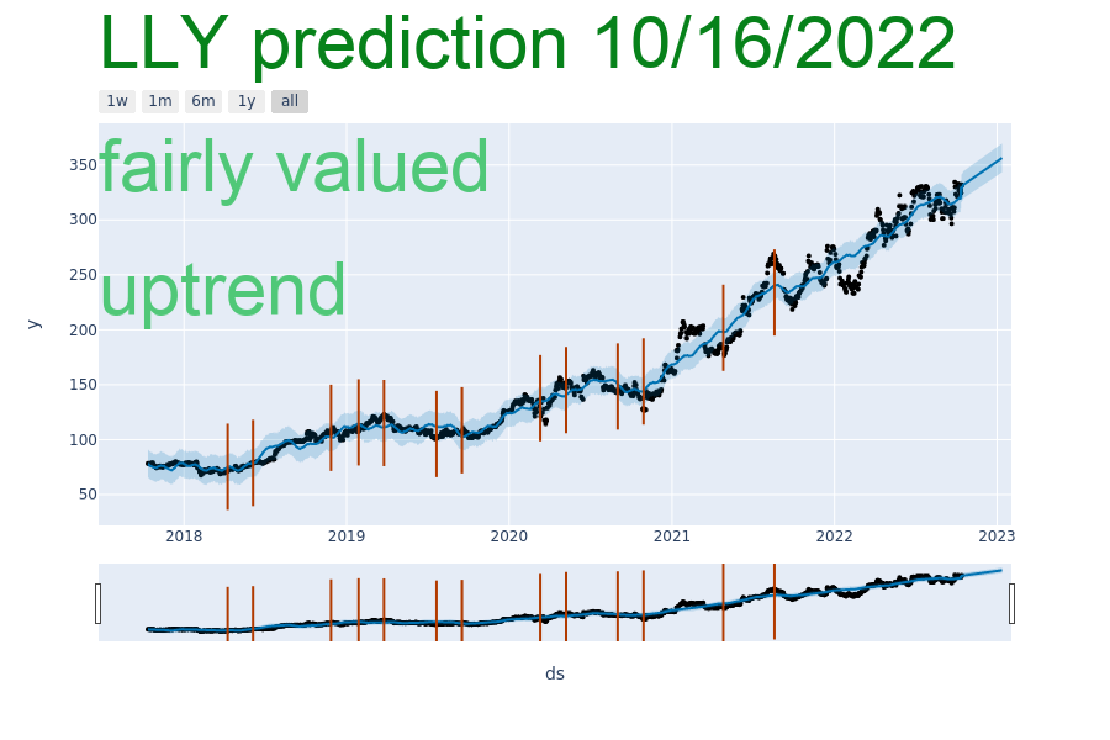 LLY prediction 10/16/2022
1w 1m 6m 1y all
fairly valued
uptrend
350
300
250
200
150
100
50
y
2018 2019 2020 2021 2022 2023
ds